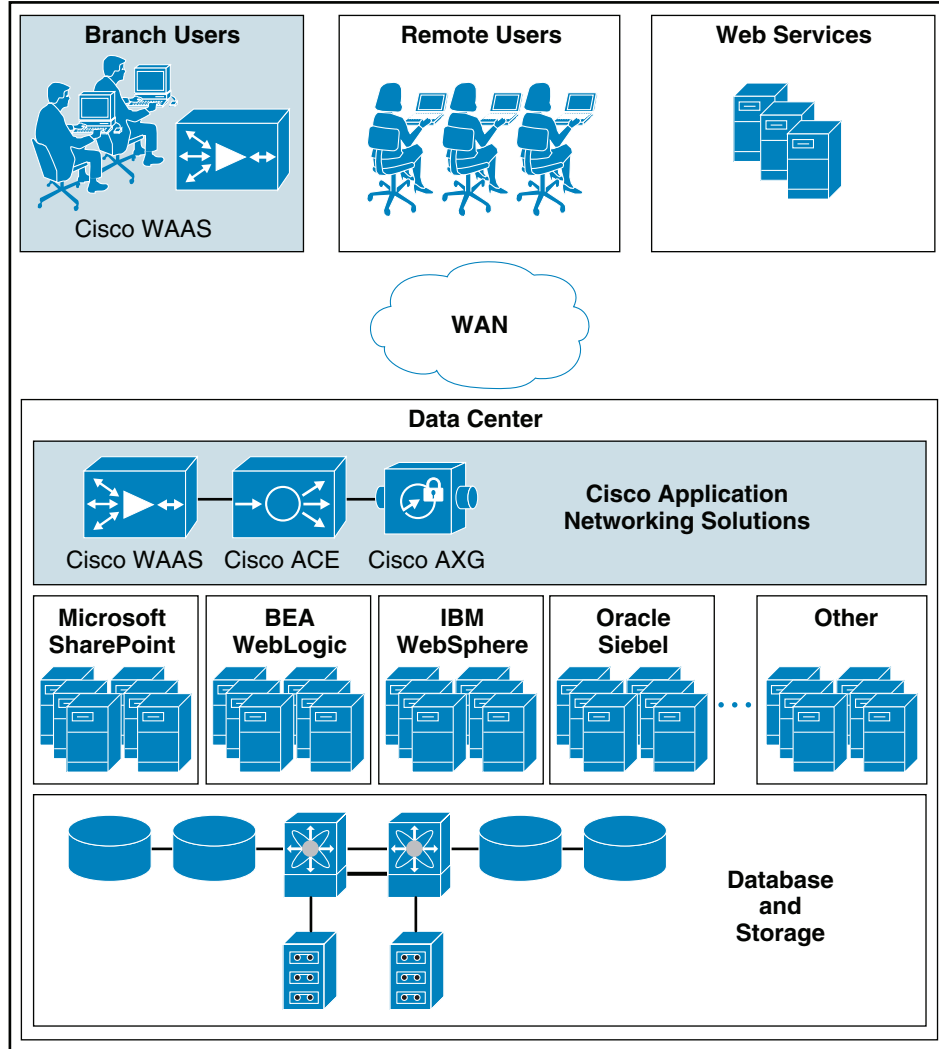 Branch Users
Cisco WAAS
Remote Users
Web Services
WAN
Data Center
Cisco WAAS
Cisco ACE
Cisco AXG
Cisco Application
Networking Solutions
Microsoft
SharePoint
BEA
WebLogic
IBM
WebSphere
Oracle
Siebel
Other
Database
and
Storage